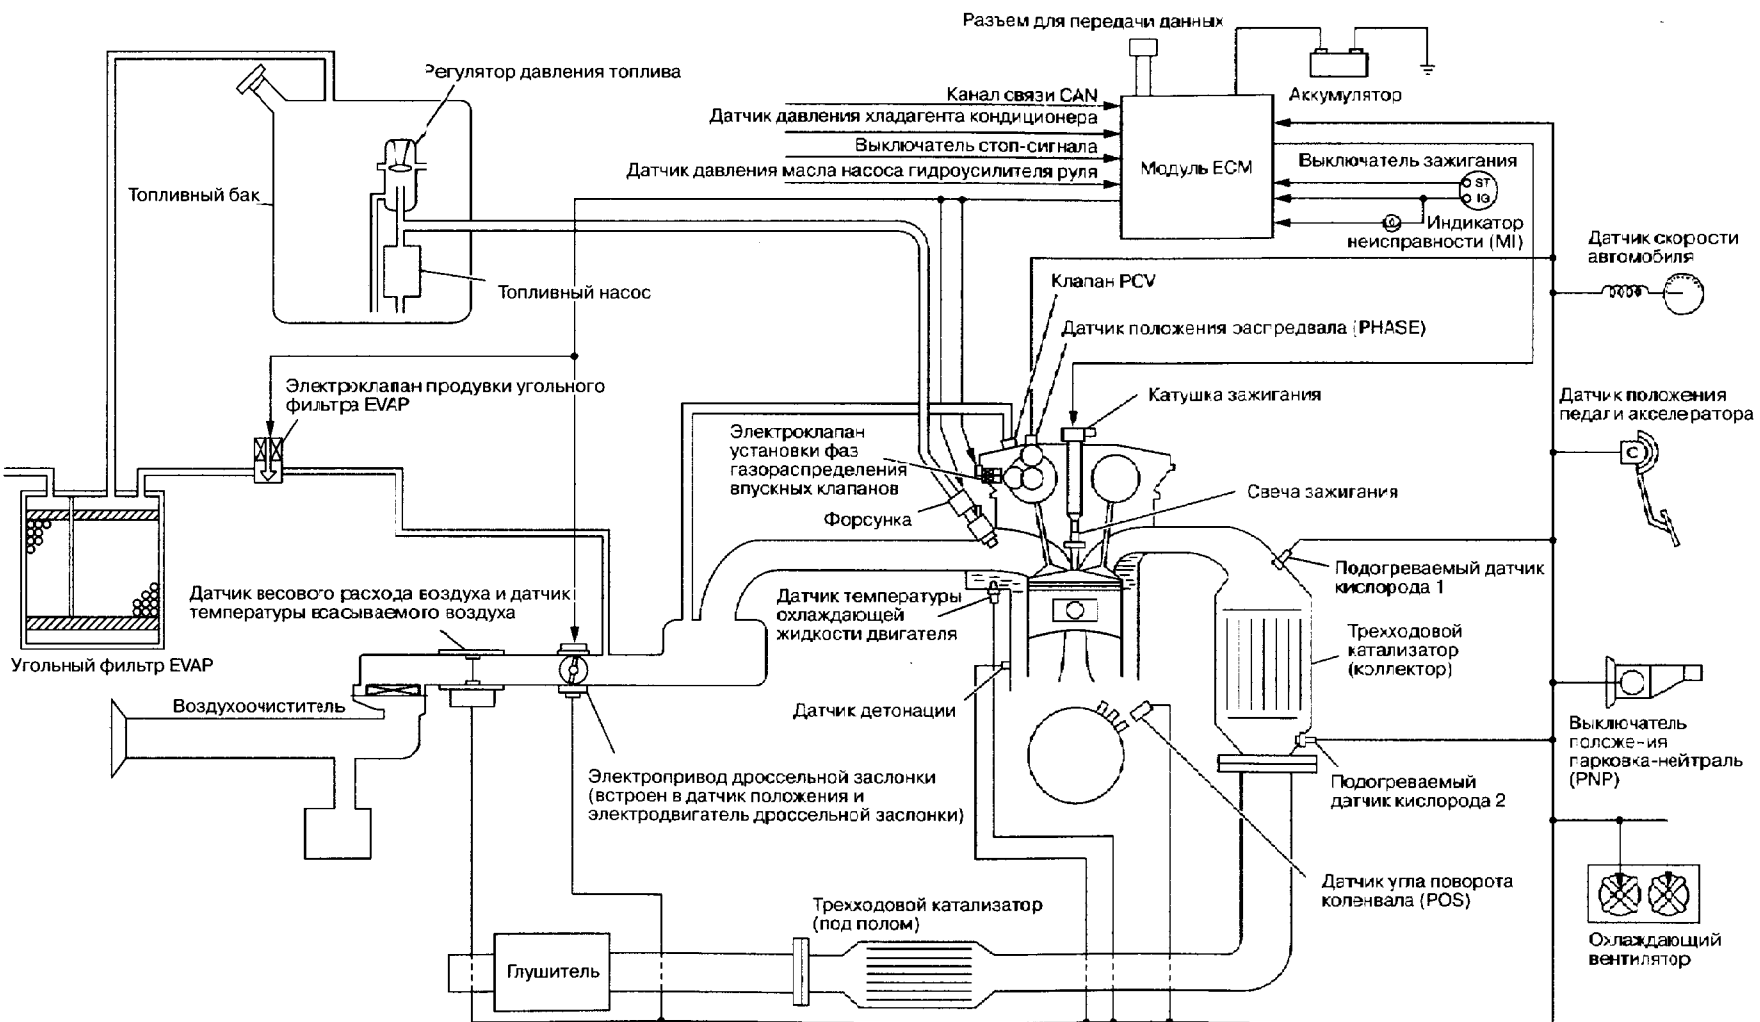 Разъем для передачи данных
Регулятор давления топлива
Канал связи CAN
Аккумулятор
Датчик давления хладагента кондиционера
Выключатель стоп-сигнала
Модуль ECM
Выключатель зажигания
Датчик давления масла насоса гидроусилителя руля
ST
IG
Топливный бак
Индикатор
неисправности (MI)
Датчик скорости
автомобиля
Клапан PCV
Топливный насос
Датчик положения распредвала (PHASE)
Электроклапан продувки угольного
фильтра EVAP
Катушка зажигания
Датчик положения
педали акселератора
Электроклапан
установки фаз
газораспределения
впускных клапанов
C
Свеча зажигания
Форсунка
Подогреваемый датчик
кислорода 1
Датчик весового расхода воздуха и датчик
температуры всасываемого воздуха
Датчик температуры
охлаждающей
жидкости двигателя
Трехходовой
катализатор
(коллектор)
Угольный фильтр EVAP
Воздухоочиститель
Датчик детонации
Выключатель
положения
парковка-нейтраль
(PNP)
Электропривод дроссельной заслонки
(встроен в датчик положения и
электродвигатель дроссельной заслонки)
Подогреваемый
датчик кислорода 2
Датчик угла поворота
коленвала (POS)
Трехходовой катализатор
(под полом)
Охлаждающий
вентилятор
Глушитель